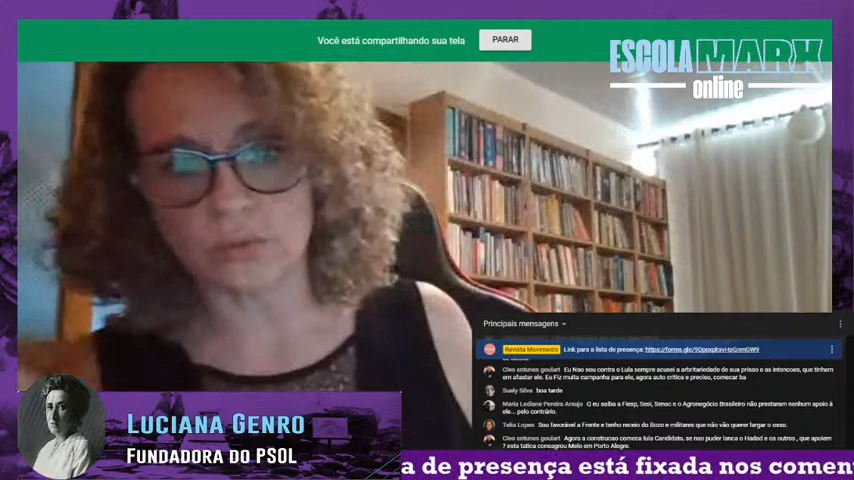 Você está compartilhando sua tela
PARAR
ESCOLA MARX
online
Principais mensagens
Revista Movimento Link para a lista de presença:
Cleo antunes goulart Eu Nao sou contra o Lula sempre acusei a arbitrariedade de sua prisao e as intencoes, que tinham
em afastar ele. Eu Fiz muita campanha para ele, agora auto critica e preciso, comecar ba
Suely Silva boa tarde
Maria Lediane Pereira Araujo Q eu saiba a Fiesp, Sesi, Senac e o Agronegócio Brasileiro não prestaram nenhum apoio à
ele... pelo contrário.
Telia Lopes Sou favorável a Frente e tenho receio do Bozo e militares que não vão querer largar o osso.
Cleo antunes goulart Agora a construcao comeca lula Candidato, se nao puder lanca o Hadad e os outros , que apoiem
? esta tatica consagrou Melo em Porto Alegre.
LUCIANA GENRO
FUNDADORA DO PSOL
a de presença está fixada nos comen